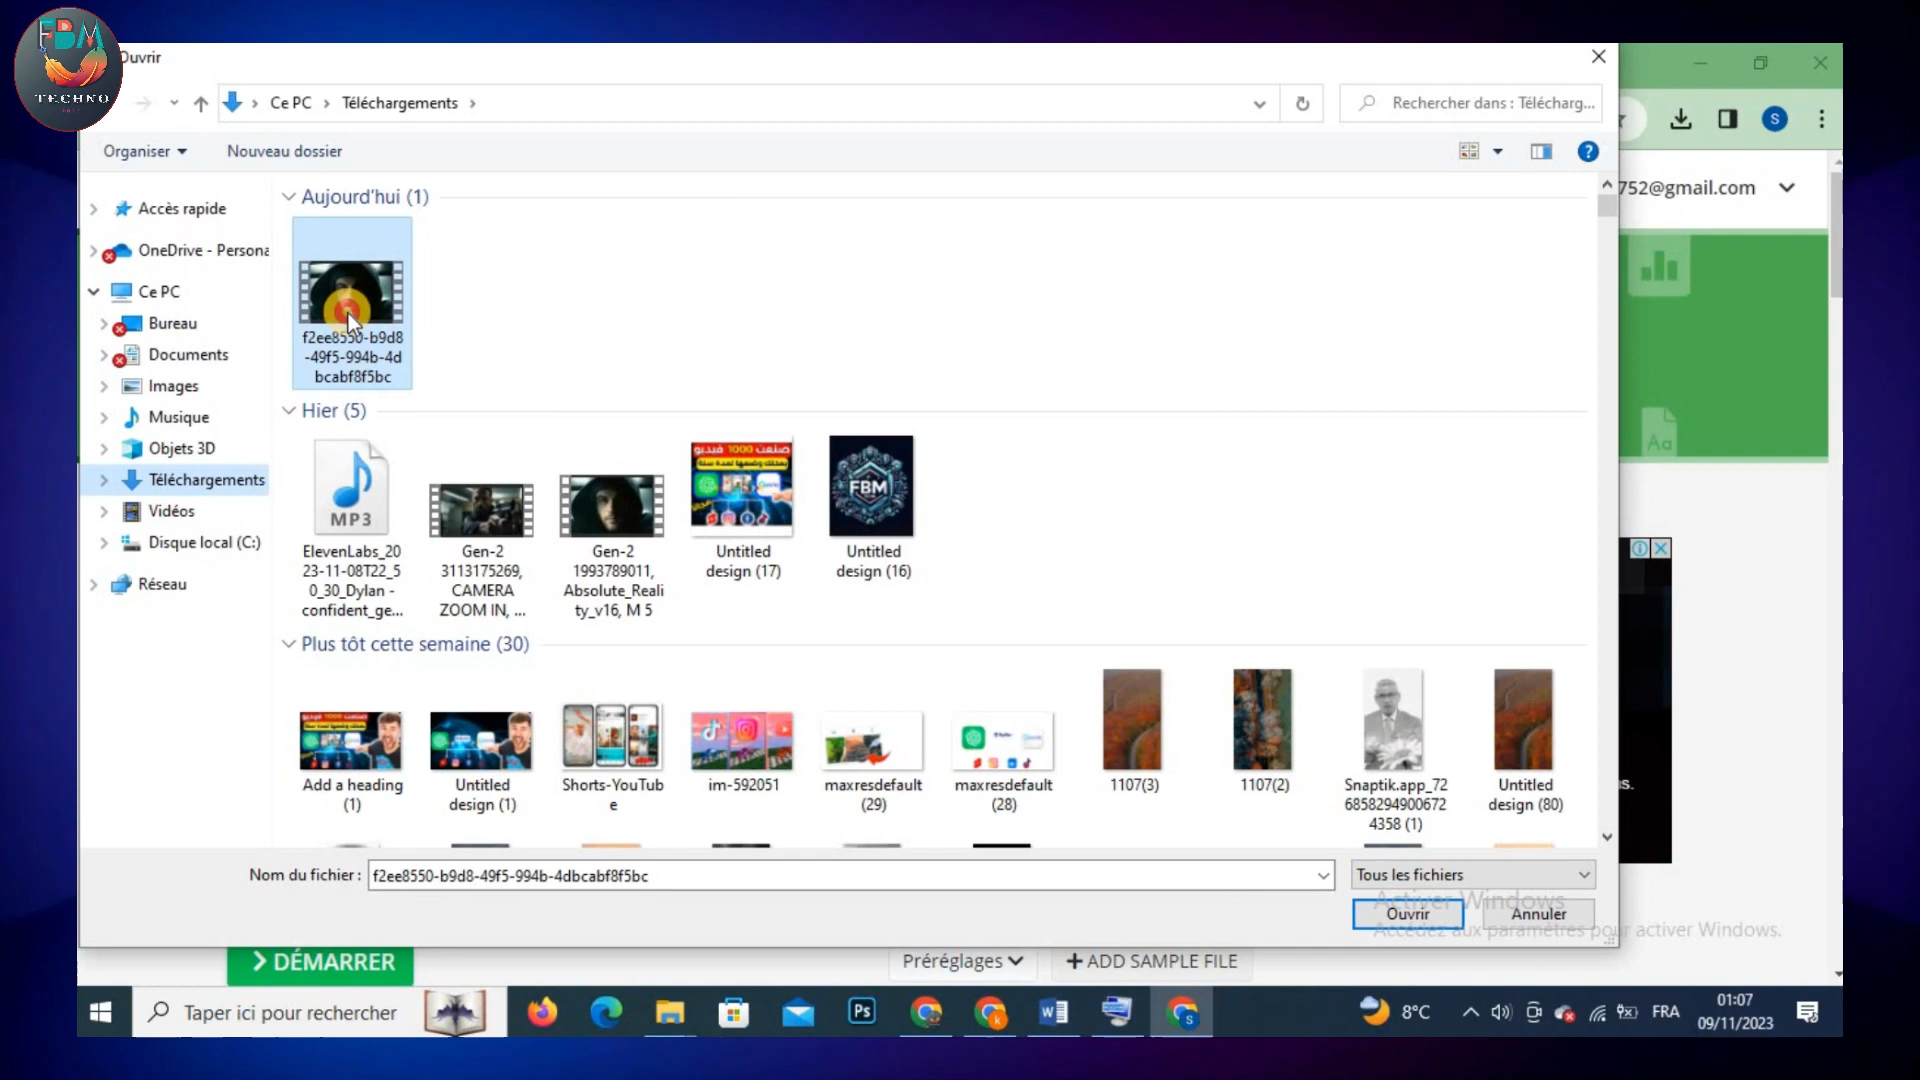 FBM
TECHNO
Ouvrir
Ce PC
Téléchargements
Rechercher dans : Télécharg...
S
Organiser
Nouveau dossier
752@gmail.com
Accès rapide
OneDrive - Persona
Ce PC
Bureau
Documents
Images
Musique
Objets 3D
Téléchargements
Vidéos
Disque local (C:)
Réseau
Aujourd'hui (1)
f2ee8550-b9d8
-49f5-994b-4d
bcabf8f5bc
Hier (5)
MP3
صنعت 1000 فيديو
FBM
ElevenLabs_20
23-11-08T22_5
0_30_Dylan -
confident_ge...
Gen-2
3113175269,
CAMERA
ZOOM IN, ...
Gen-2
1993789011,
Absolute_Reali
ty_v16, M 5
Untitled
design (17)
Untitled
design (16)
Plus tôt cette semaine (30)
Add a heading
(1)
Untitled
design (1)
Shorts-YouTub
e
im-592051
maxresdefault
(29)
maxresdefault
(28)
1107(3)
1107(2)
Snaptik.app_72
6858294900672
4358 (1)
Untitled
design (80)
Aa
s.
Nom du fichier :
f2ee8550-b9d8-49f5-994b-4dbcabf8f5bc
Tous les fichiers
Activer Windows
Ouvrir
Annuler
Accédez aux paramètres pour activer Windows.
DÉMARRER
Préréglages
+ ADD SAMPLE FILE
Taper ici pour rechercher
Ps
W
k
S
8°C
FRA
01:07
09/11/2023